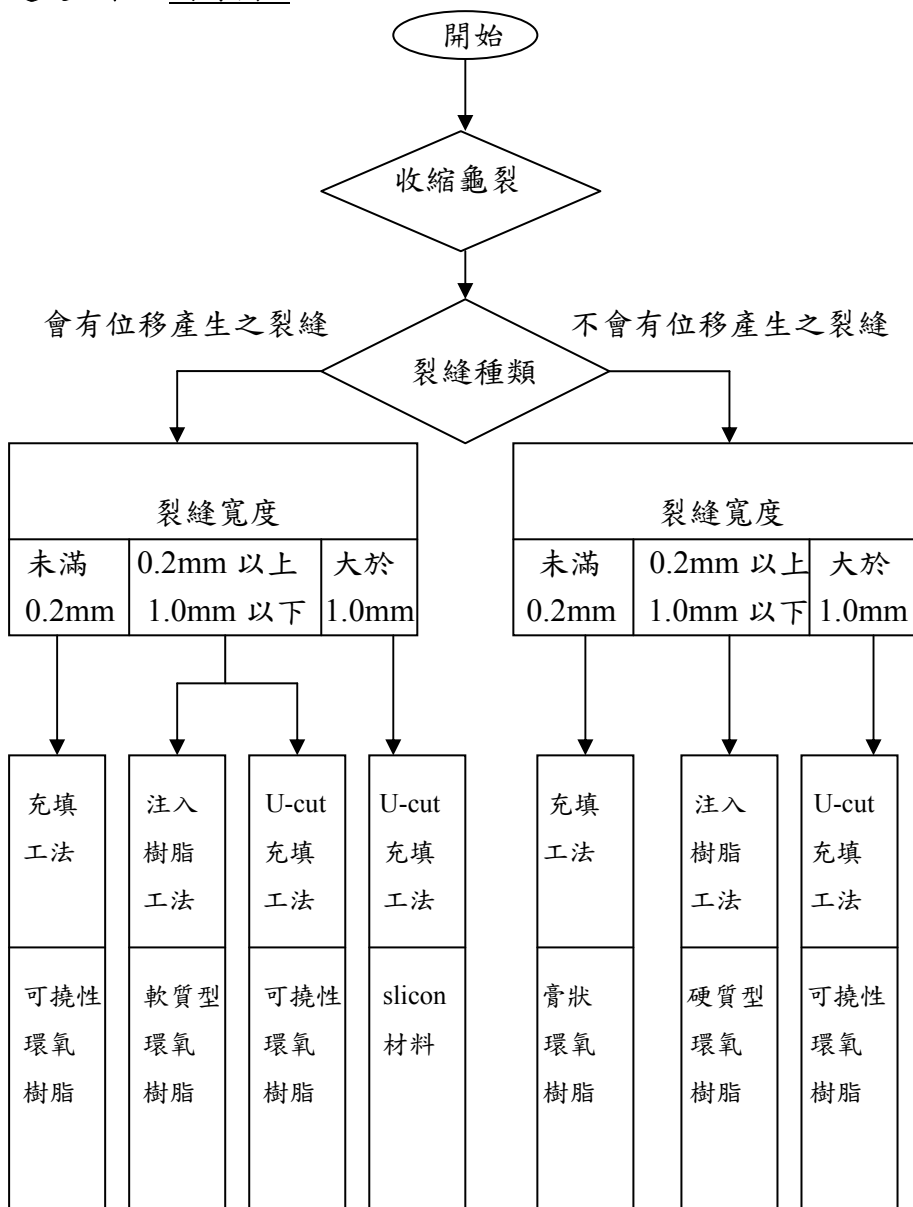 開始
收縮龜裂
會有位移產生之裂縫
不會有位移產生之裂縫
裂縫種類
裂縫寬度
未滿
0.2mm
0.2mm 以上
1.0mm 以下
大於
1.0mm
裂縫寬度
未滿
0.2mm
0.2mm 以上
1.0mm 以下
大於
1.0mm
充填
工法
可撓性
環氧
樹脂
注入
樹脂
工法
軟質型
環氧
樹脂
U-cut
充填
工法
可撓性
環氧
樹脂
U-cut
充填
工法
slicon
材料
充填
工法
膏狀
環氧
樹脂
注入
樹脂
工法
硬質型
環氧
樹脂
U-cut
充填
工法
可撓性
環氧
樹脂